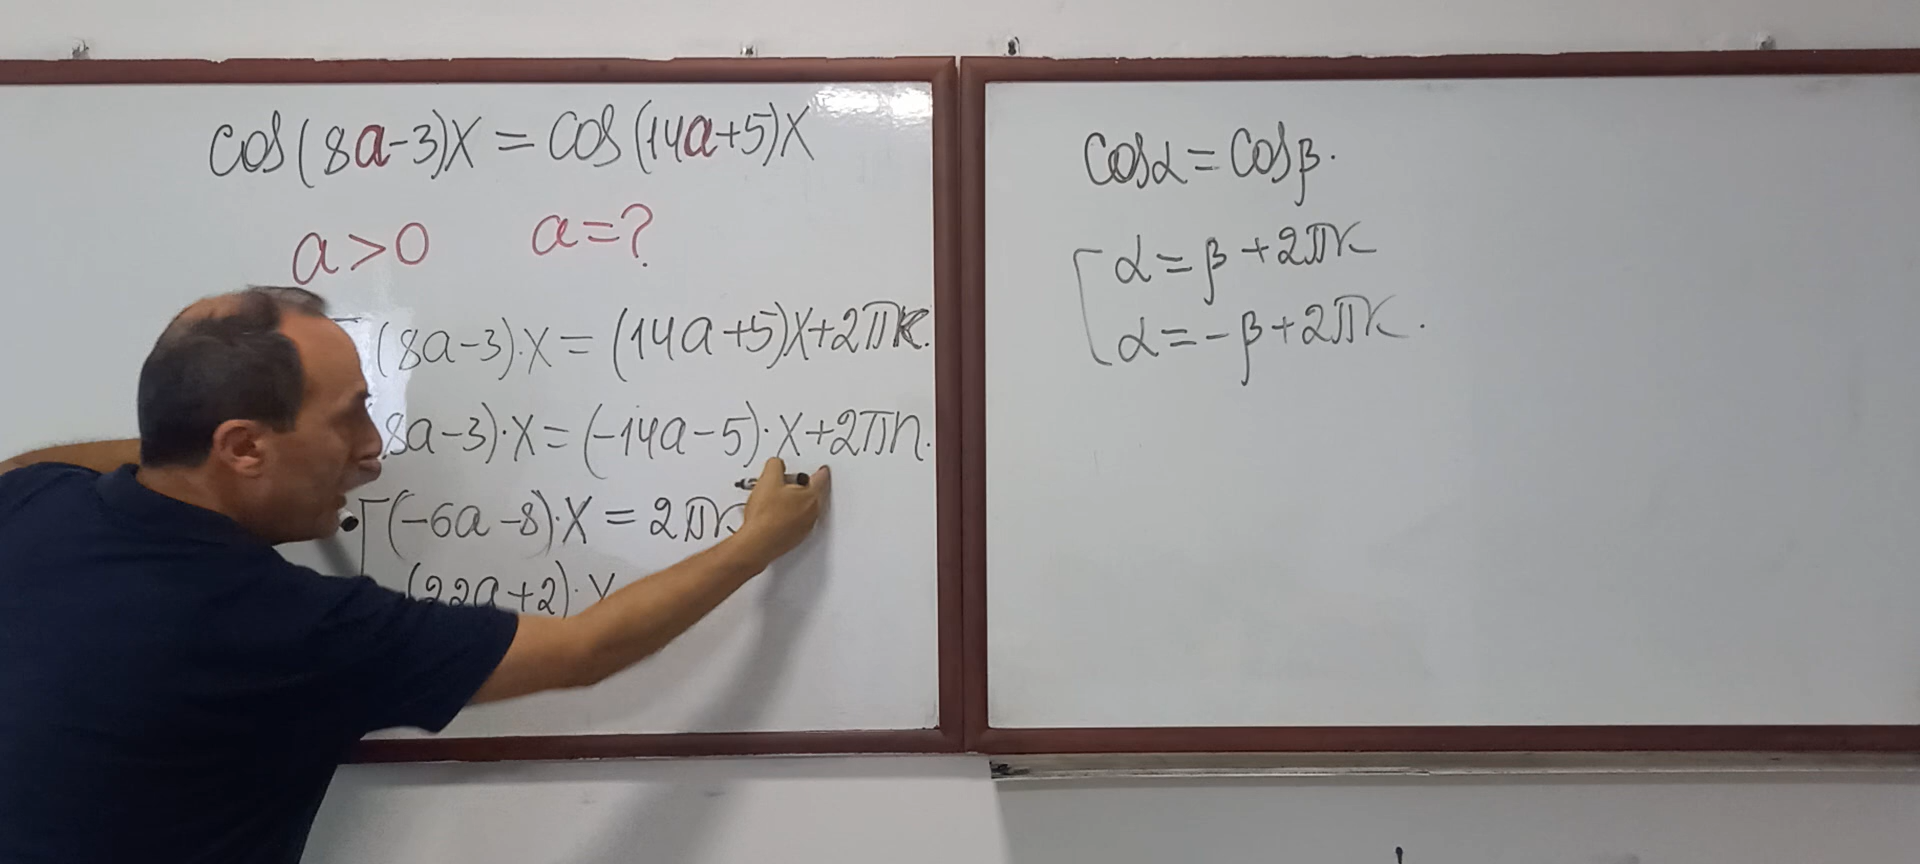 cos(8a-3)x = cos(14a+5)x
a>0 a=?
(8a-3)·x = (14a+5)x+2πk.
8a-3)·x = (-14a-5)·x+2πn.
(-6a-8)·x = 2π
(22a+2)·x
cosα = cosβ.
α = β+2πk
α = -β+2πk.